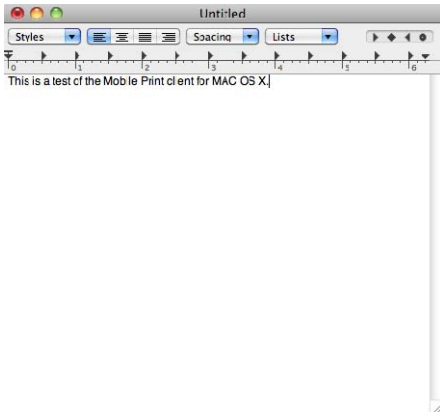 Untitled
Styles Spacing Lists
0 1 2 3 4 5 6
This is a test of the Mobile Print client for MAC OS X.